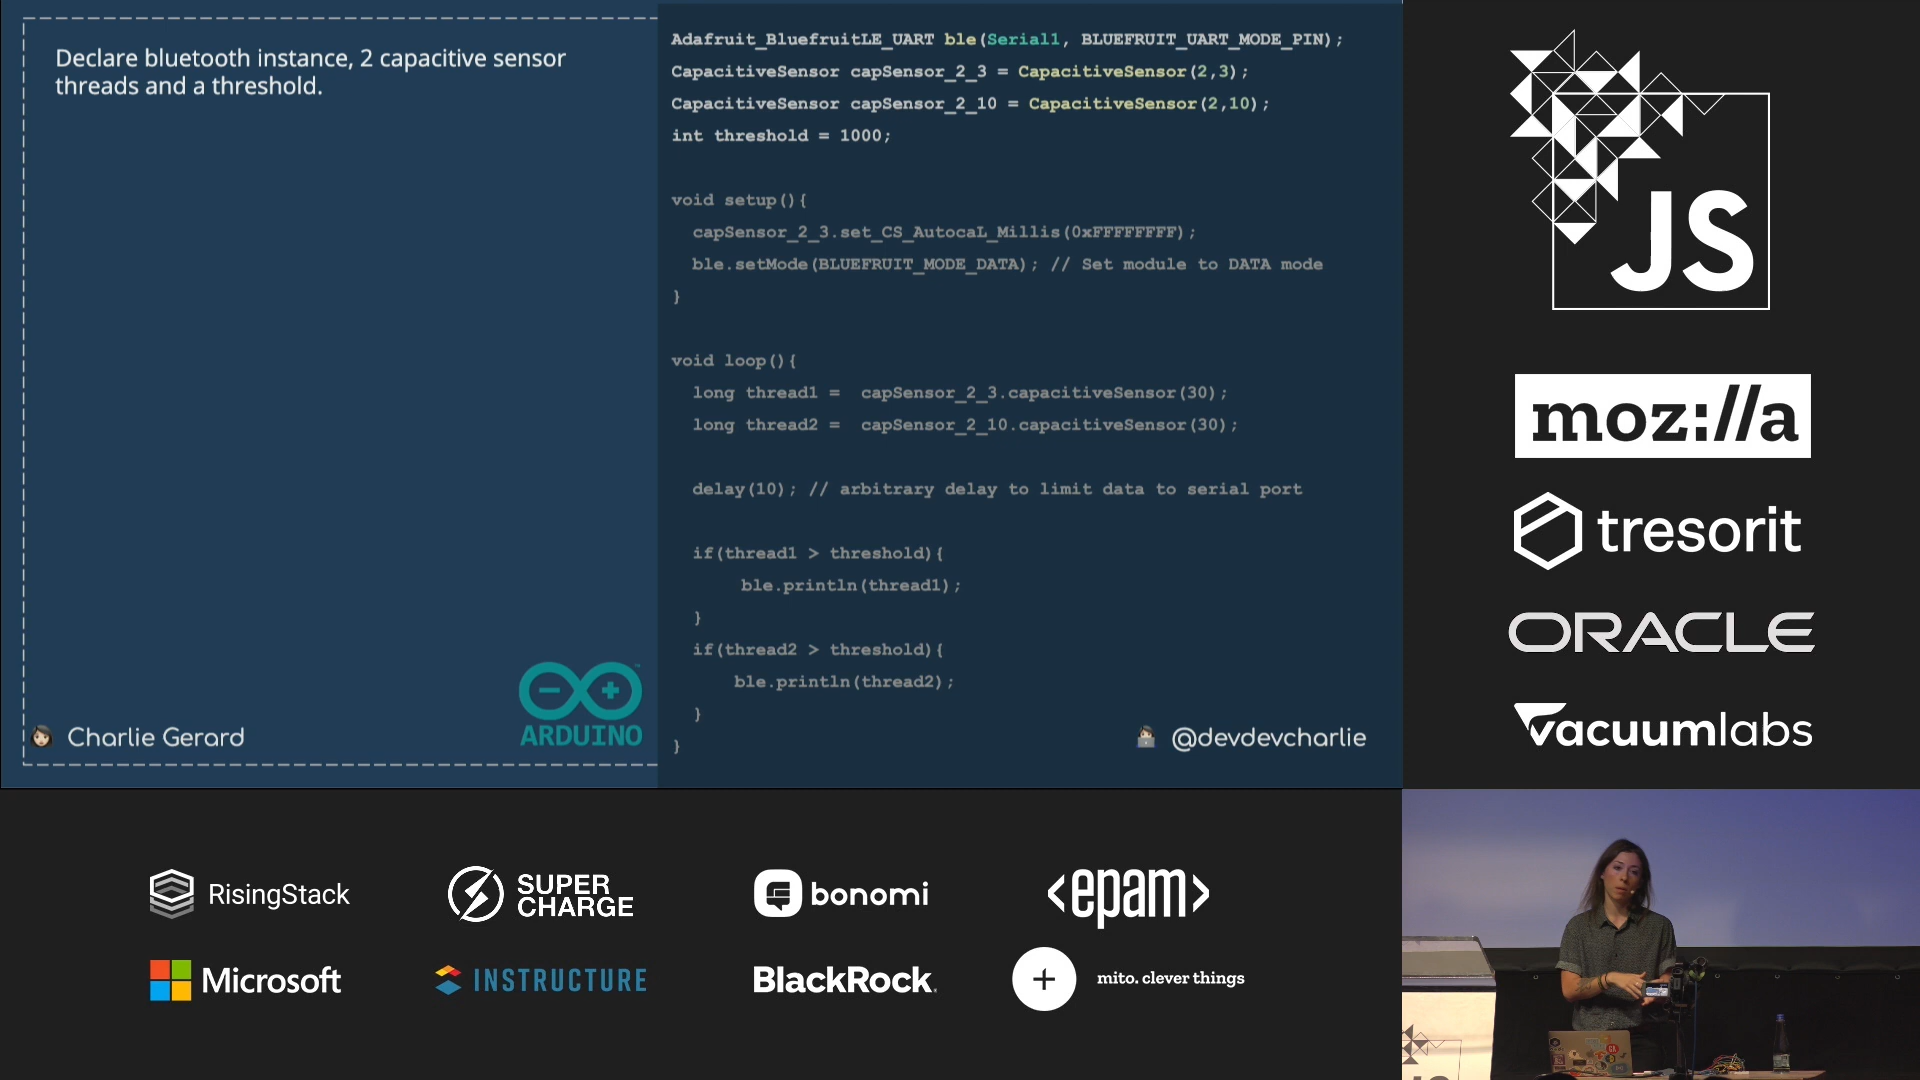 Declare bluetooth instance, 2 capacitive sensor
threads and a threshold.
Charlie Gerard
ARDUINO
Adafruit_BluefruitLE_UART ble(Serial1, BLUEFRUIT_UART_MODE_PIN);
CapacitiveSensor capSensor_2_3 = CapacitiveSensor(2,3);
CapacitiveSensor capSensor_2_10 = CapacitiveSensor(2,10);
int threshold = 1000;
void setup(){
capSensor_2_3.set_CS_AutocaL_Millis(0xFFFFFFFF);
ble.setMode(BLUEFRUIT_MODE_DATA); // Set module to DATA mode
}
void loop(){
long thread1 =  capSensor_2_3.capacitiveSensor(30);
long thread2 =  capSensor_2_10.capacitiveSensor(30);
delay(10); // arbitrary delay to limit data to serial port
if(thread1 > threshold){
ble.println(thread1);
}
if(thread2 > threshold){
ble.println(thread2);
}
}
@devdevcharlie
JS
moz://a
tresorit
ORACLE
vacuumlabs
RisingStack
SUPER
CHARGE
bonomi
<epam>
Microsoft
INSTRUCTURE
BlackRock.
mito. clever things